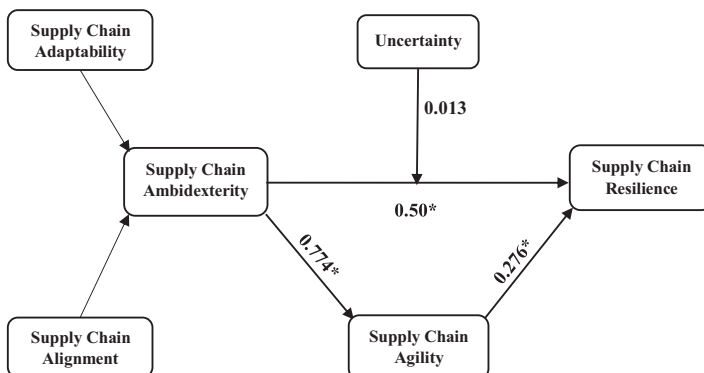 Supply Chain
Adaptability
Uncertainty
0.013
Supply Chain
Ambidexterity
Supply Chain
Resilience
0.50*
0.774*
0.276*
Supply Chain
Alignment
Supply Chain
Agility